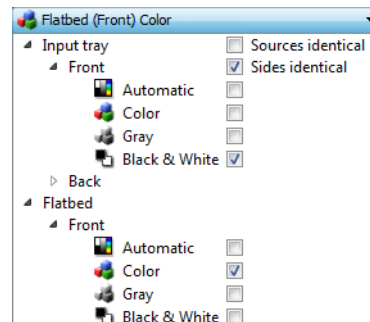 Flatbed (Front) Color
Input tray Sources identical
Front Sides identical
Automatic
Color
Gray
Black & White
Back
Flatbed
Front
Automatic
Color
Gray
Black & White